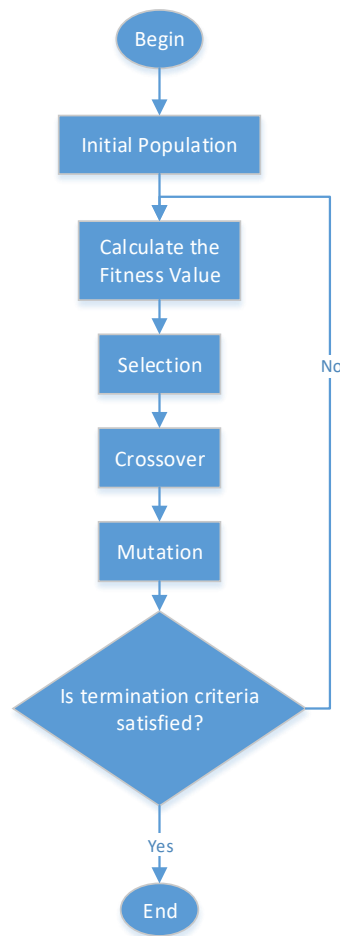 Begin
Initial Population
Calculate the
Fitness Value
Selection
No
Crossover
Mutation
Is termination criteria
satisfied?
Yes
End